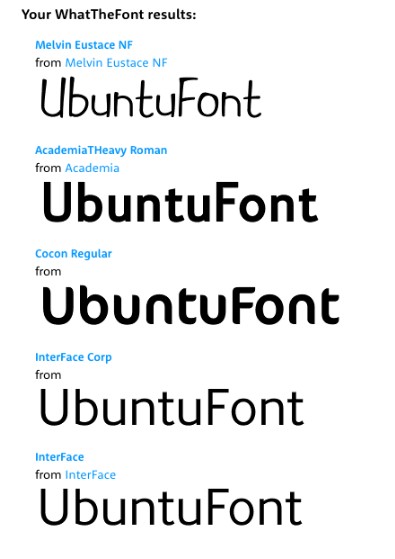 Your WhatTheFont results:
Melvin Eustace NF
from Melvin Eustace NF
UbuntuFont
AcademiaTHeavy Roman
from Academia
UbuntuFont
Cocon Regular
from
UbuntuFont
InterFace Corp
from
UbuntuFont
InterFace
from InterFace
UbuntuFont